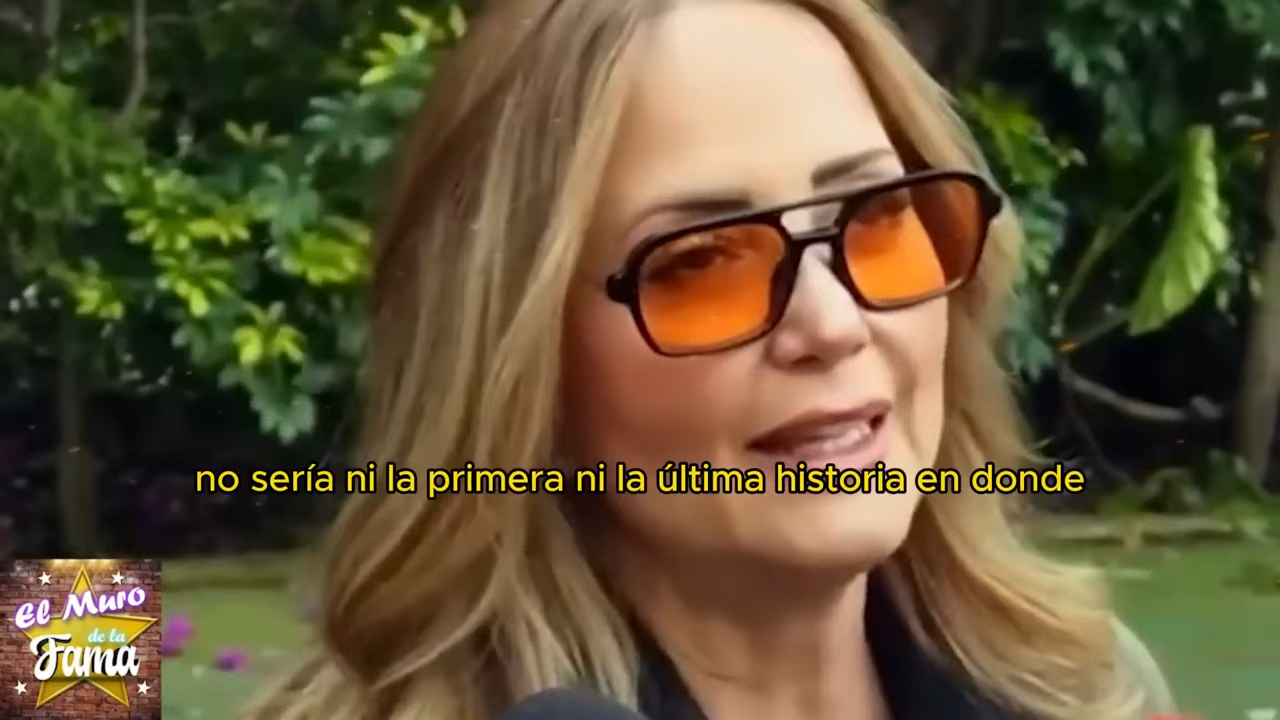 no sería ni la primera ni la última historia en donde
El Muro
de la
Fama